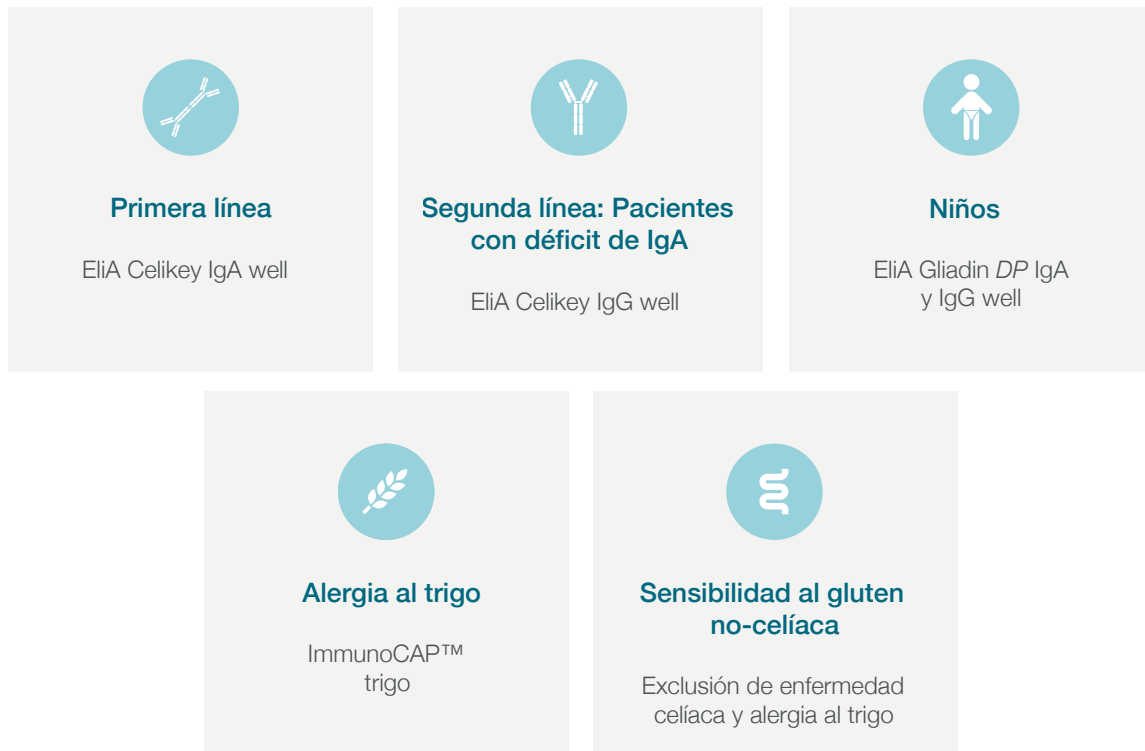 Primera línea
EliA Celikey IgA well
Segunda línea: Pacientes
con déficit de IgA
EliA Celikey IgG well
Niños
EliA Gliadin DP IgA
y IgG well
Alergia al trigo
ImmunoCAP™
trigo
Sensibilidad al gluten
no-celíaca
Exclusión de enfermedad
celíaca y alergia al trigo